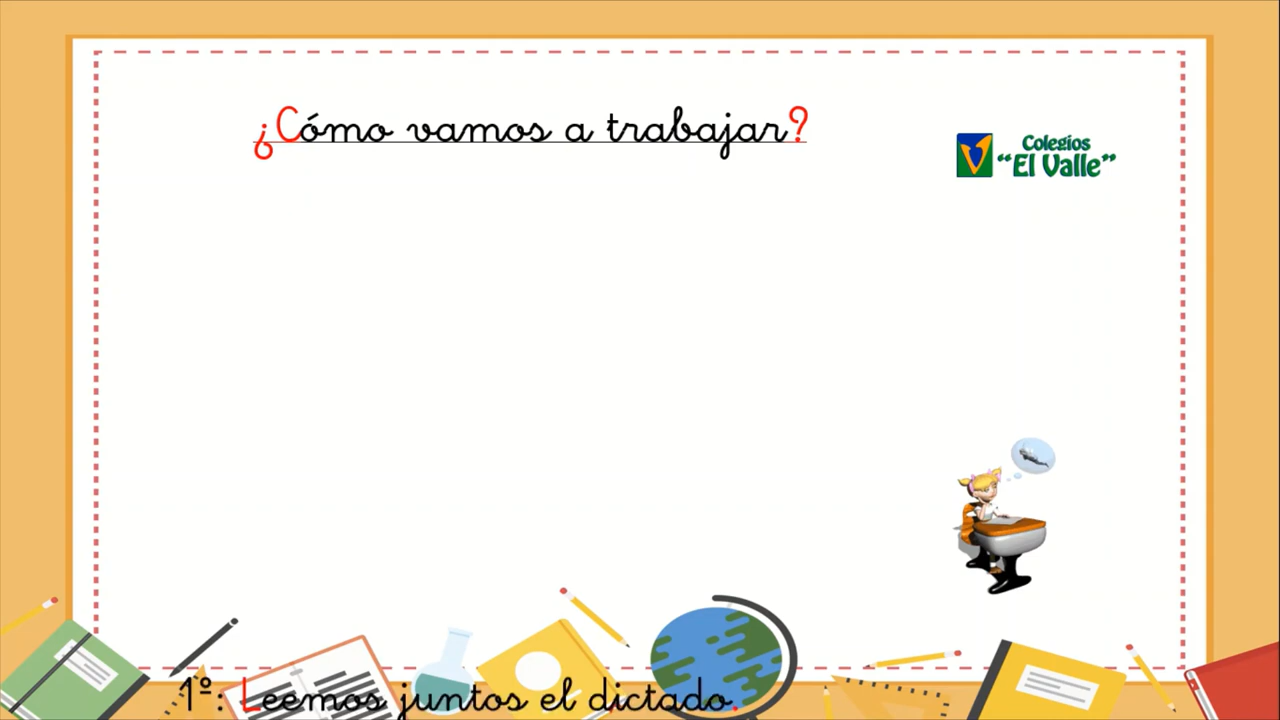 ¿Cómo vamos a trabajar?
Colegios
"El Valle"
1º: Leemos juntos el dictado.